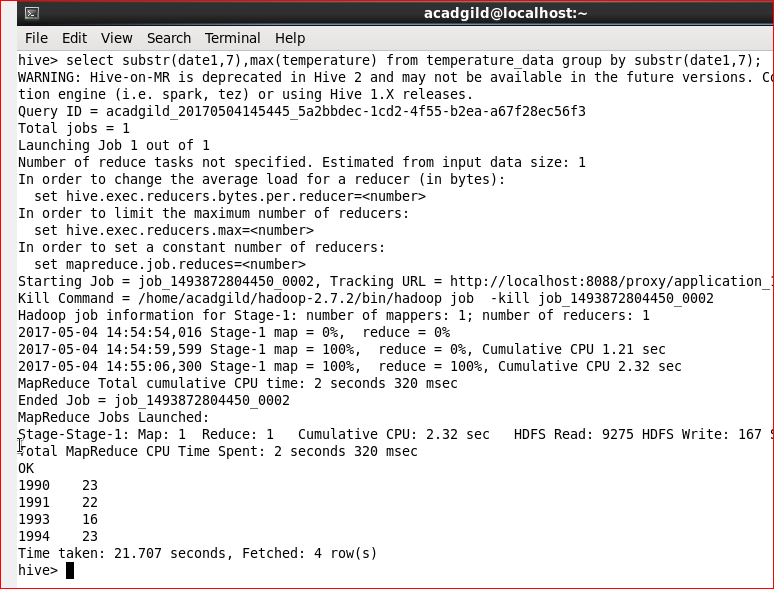 acadgild@localhost:~
File Edit View Search Terminal Help
hive> select substr(date1,7),max(temperature) from temperature_data group by substr(date1,7);
WARNING: Hive-on-MR is deprecated in Hive 2 and may not be available in the future versions. Co
tion engine (i.e. spark, tez) or using Hive 1.X releases.
Query ID = acadgild_20170504145445_5a2bbdec-1cd2-4f55-b2ea-a67f28ec56f3
Total jobs = 1
Launching Job 1 out of 1
Number of reduce tasks not specified. Estimated from input data size: 1
In order to change the average load for a reducer (in bytes):
  set hive.exec.reducers.bytes.per.reducer=<number>
In order to limit the maximum number of reducers:
  set hive.exec.reducers.max=<number>
In order to set a constant number of reducers:
  set mapreduce.job.reduces=<number>
Starting Job = job_1493872804450_0002, Tracking URL = http://localhost:8088/proxy/application_1
Kill Command = /home/acadgild/hadoop-2.7.2/bin/hadoop job  -kill job_1493872804450_0002
Hadoop job information for Stage-1: number of mappers: 1; number of reducers: 1
2017-05-04 14:54:54,016 Stage-1 map = 0%,  reduce = 0%
2017-05-04 14:54:59,599 Stage-1 map = 100%,  reduce = 0%, Cumulative CPU 1.21 sec
2017-05-04 14:55:06,300 Stage-1 map = 100%,  reduce = 100%, Cumulative CPU 2.32 sec
MapReduce Total cumulative CPU time: 2 seconds 320 msec
Ended Job = job_1493872804450_0002
MapReduce Jobs Launched:
Stage-Stage-1: Map: 1  Reduce: 1   Cumulative CPU: 2.32 sec   HDFS Read: 9275 HDFS Write: 167 S
Total MapReduce CPU Time Spent: 2 seconds 320 msec
OK
1990    23
1991    22
1993    16
1994    23
Time taken: 21.707 seconds, Fetched: 4 row(s)
hive>